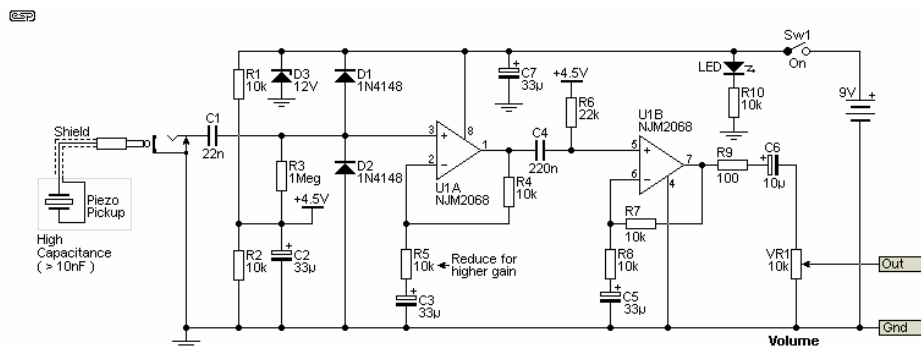 esp
Sw1
On
LED
R10
10k
9V
+
R1
10k
D3
12V
D1
1N4148
C7
33µ
+
+4.5V
R6
22k
Shield
C1
22n
R3
1Meg
D2
1N4148
3
+
8
2
−
1
U1A
NJM2068
C4
220n
R4
10k
U1B
NJM2068
5
+
6
−
7
4
R9
100
C6
10µ
+
Piezo
Pickup
High
Capacitance
( > 10nF )
+4.5V
R2
10k
C2
33µ
+
R5
10k
Reduce for
higher gain
C3
33µ
+
R7
10k
R8
10k
C5
33µ
+
VR1
10k
Out
Gnd
Volume